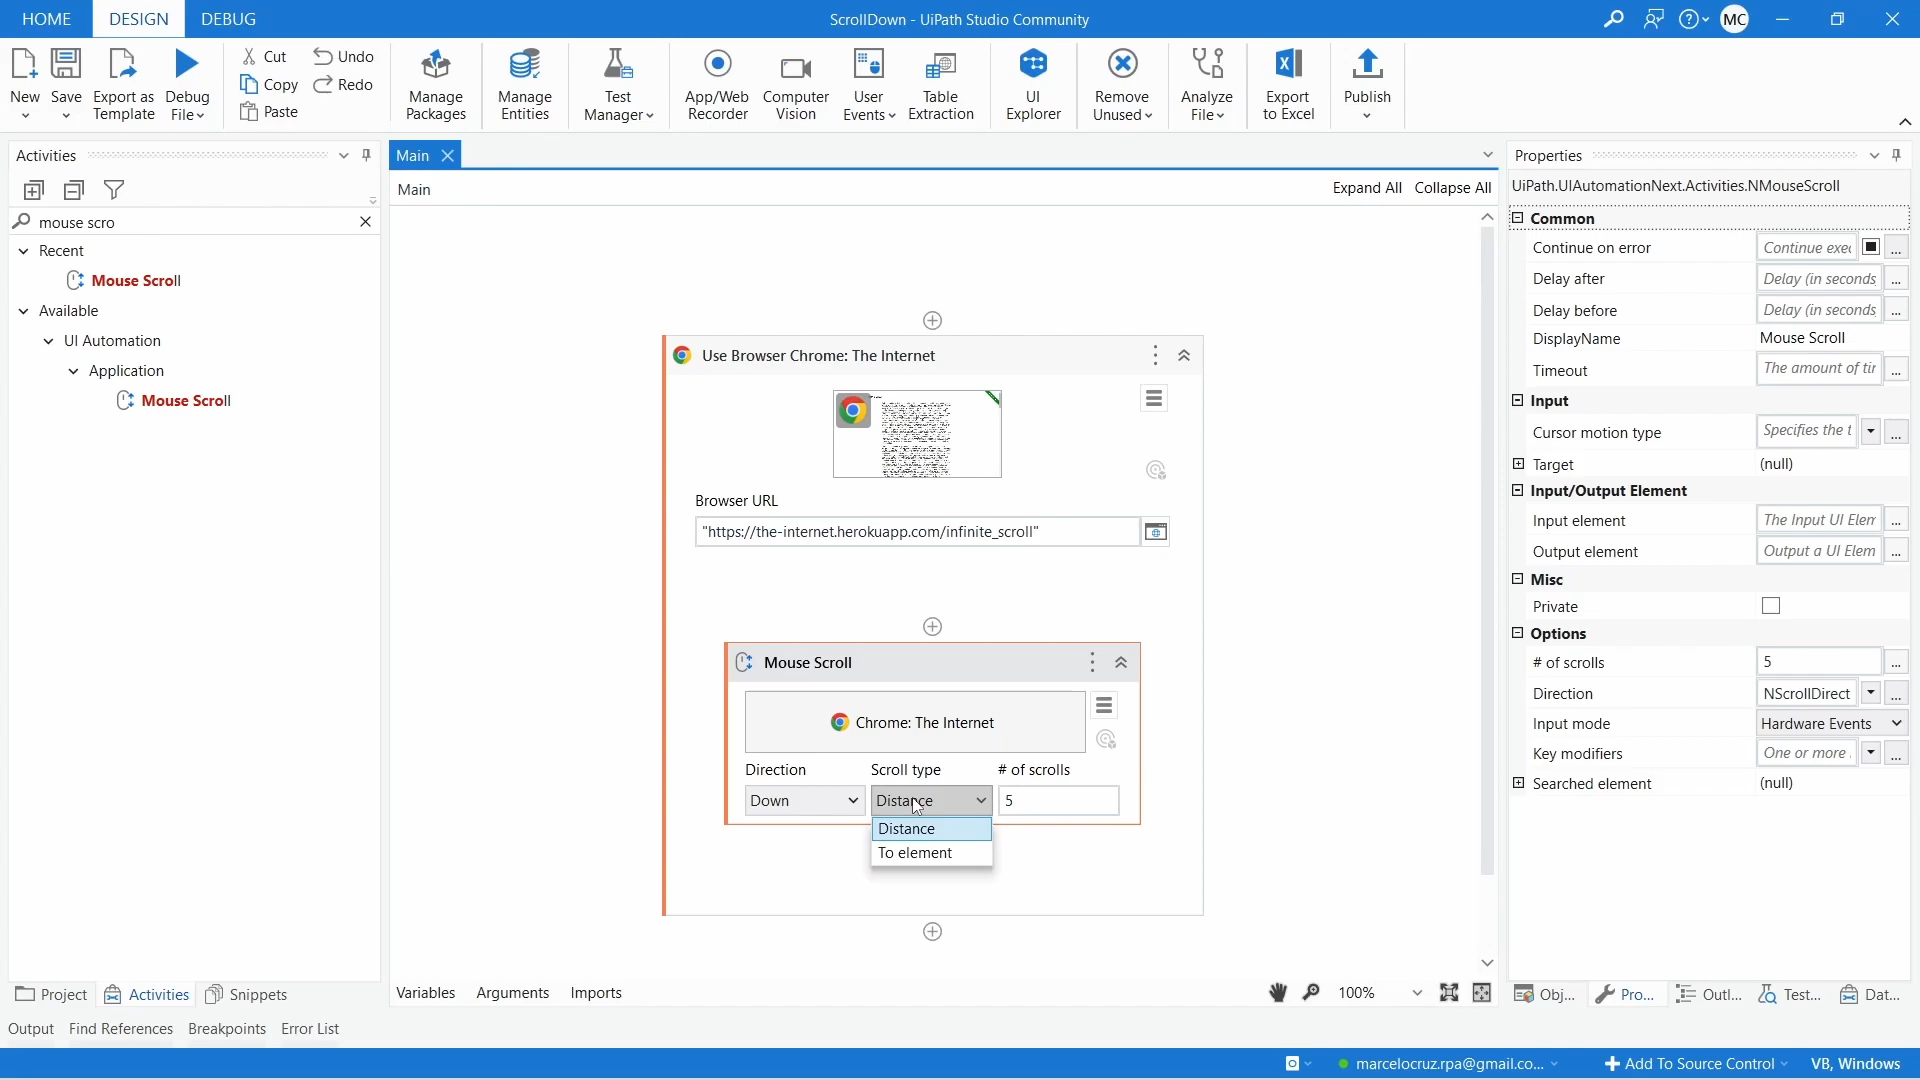 HOME DESIGN DEBUG ScrollDown - UiPath Studio Community MC
New Save Export as Template Debug File
Cut Copy Paste Undo Redo
Manage Packages
Manage Entities
Test Manager
App/Web Recorder
Computer Vision
User Events
Table Extraction
UI Explorer
Remove Unused
Analyze File
Export to Excel
Publish
Activities
mouse scro
Recent
Mouse Scroll
Available
UI Automation
Application
Mouse Scroll
Project Activities Snippets
Main
Main Expand All Collapse All
Use Browser Chrome: The Internet
Browser URL
"https://the-internet.herokuapp.com/infinite_scroll"
Mouse Scroll
Chrome: The Internet
Direction Scroll type # of scrolls
Down Distance 5
Distance
To element
Variables Arguments Imports 100%
Properties
UiPath.UIAutomationNext.Activities.NMouseScroll
Common
Continue on error Continue exec ...
Delay after Delay (in seconds ...
Delay before Delay (in seconds ...
DisplayName Mouse Scroll
Timeout The amount of tir ...
Input
Cursor motion type Specifies the t ...
Target (null)
Input/Output Element
Input element The Input UI Elem ...
Output element Output a UI Elem ...
Misc
Private
Options
# of scrolls 5 ...
Direction NScrollDirect ...
Input mode Hardware Events
Key modifiers One or more ...
Searched element (null)
Obj... Pro... Outl... Test... Dat...
Output Find References Breakpoints Error List
marcelocruz.rpa@gmail.co... Add To Source Control VB, Windows